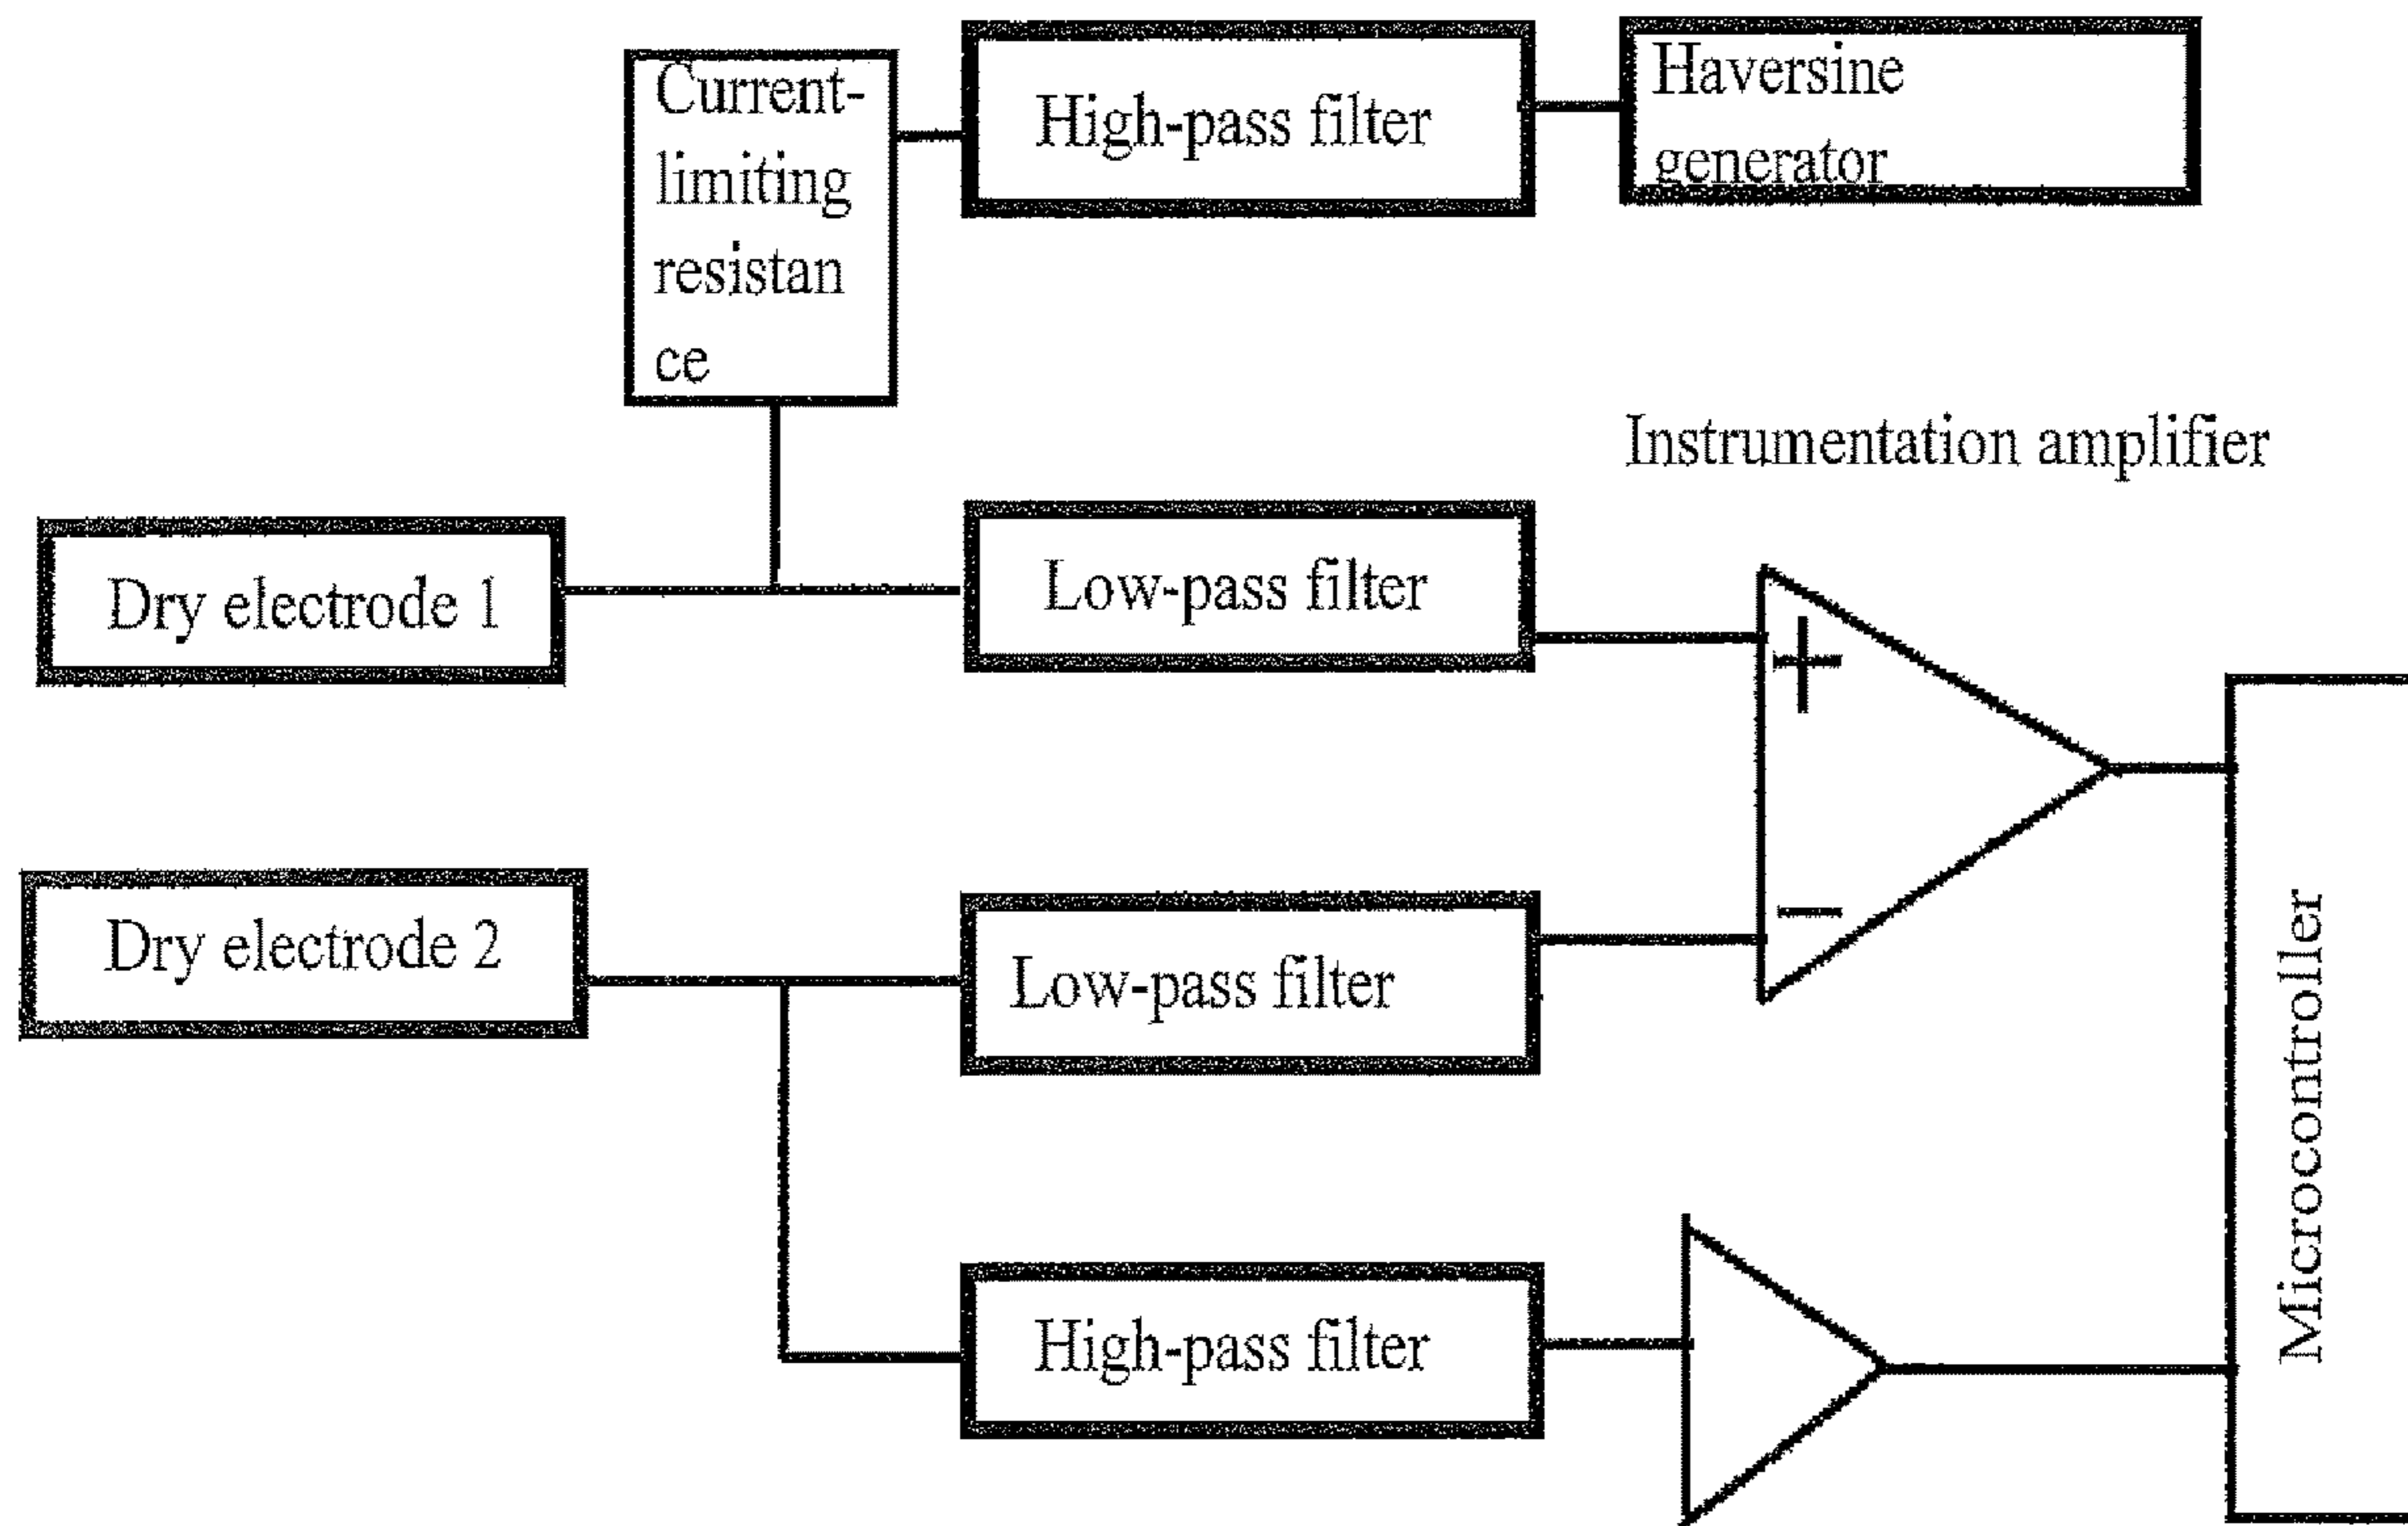 Current-
limiting
resistan
ce
High-pass filter
Haversine
generator
Instrumentation amplifier
Dry electrode 1
Low-pass filter
+
Dry electrode 2
Low-pass filter
−
High-pass filter
Microcontroller